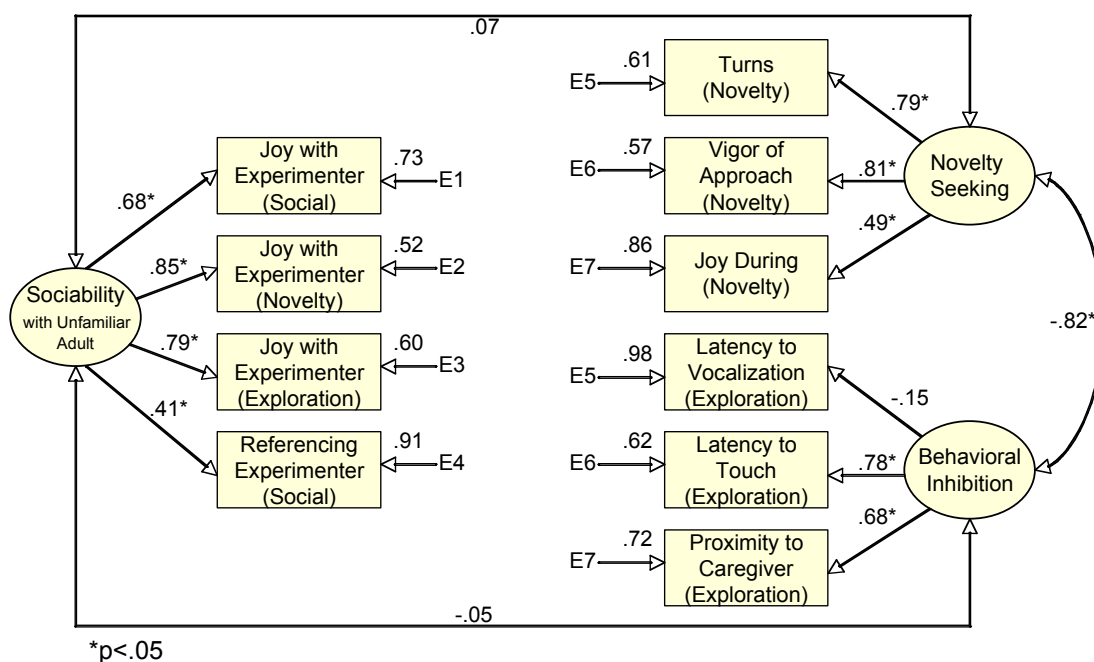 .07
Sociability
with Unfamiliar
Adult
.68*
.85*
.79*
.41*
Joy with
Experimenter
(Social)
.73
E1
Joy with
Experimenter
(Novelty)
.52
E2
Joy with
Experimenter
(Exploration)
.60
E3
Referencing
Experimenter
(Social)
.91
E4
E5
.61
Turns
(Novelty)
.79*
E6
.57
Vigor of
Approach
(Novelty)
.81*
E7
.86
Joy During
(Novelty)
.49*
Novelty
Seeking
-.82*
E5
.98
Latency to
Vocalization
(Exploration)
-.15
E6
.62
Latency to
Touch
(Exploration)
.78*
E7
.72
Proximity to
Caregiver
(Exploration)
.68*
Behavioral
Inhibition
-.05
*p<.05